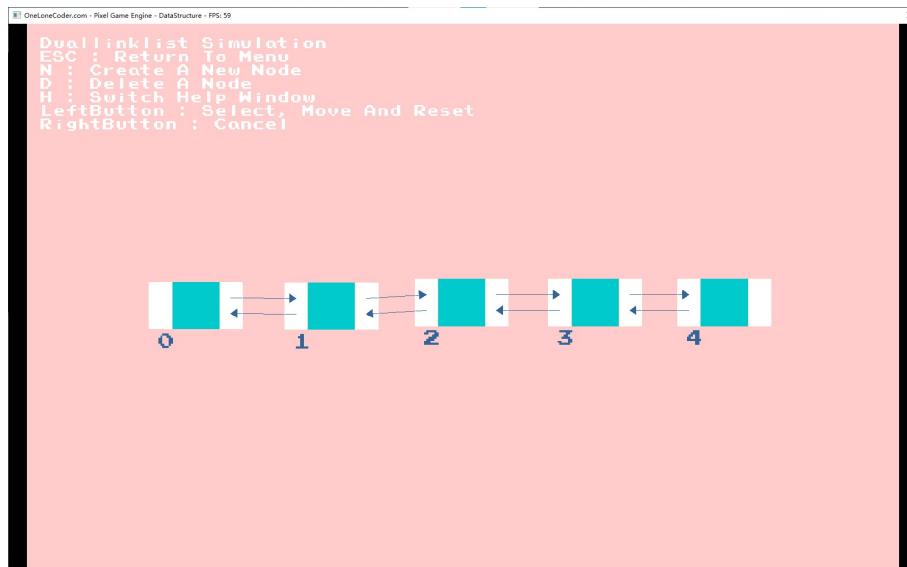 OneLoneCoder.com - Pixel Game Engine - DataStructure - FPS: 59
Duallinklist Simulation
ESC : Return To Menu
N : Create A New Node
D : Delete A Node
H : Switch Help Window
LeftButton : Select, Move And Reset
RightButton : Cancel
0 1 2 3 4